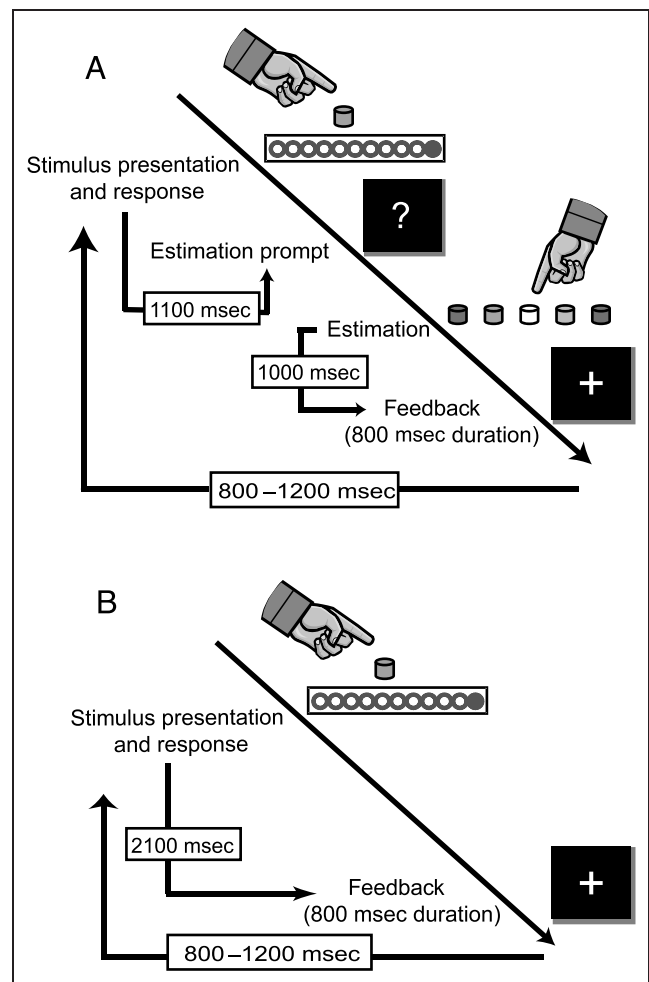 A
Stimulus presentation
and response
?
Estimation prompt
1100 msec
Estimation
1000 msec
+
Feedback
(800 msec duration)
800–1200 msec
B
Stimulus presentation
and response
2100 msec
+
Feedback
(800 msec duration)
800–1200 msec